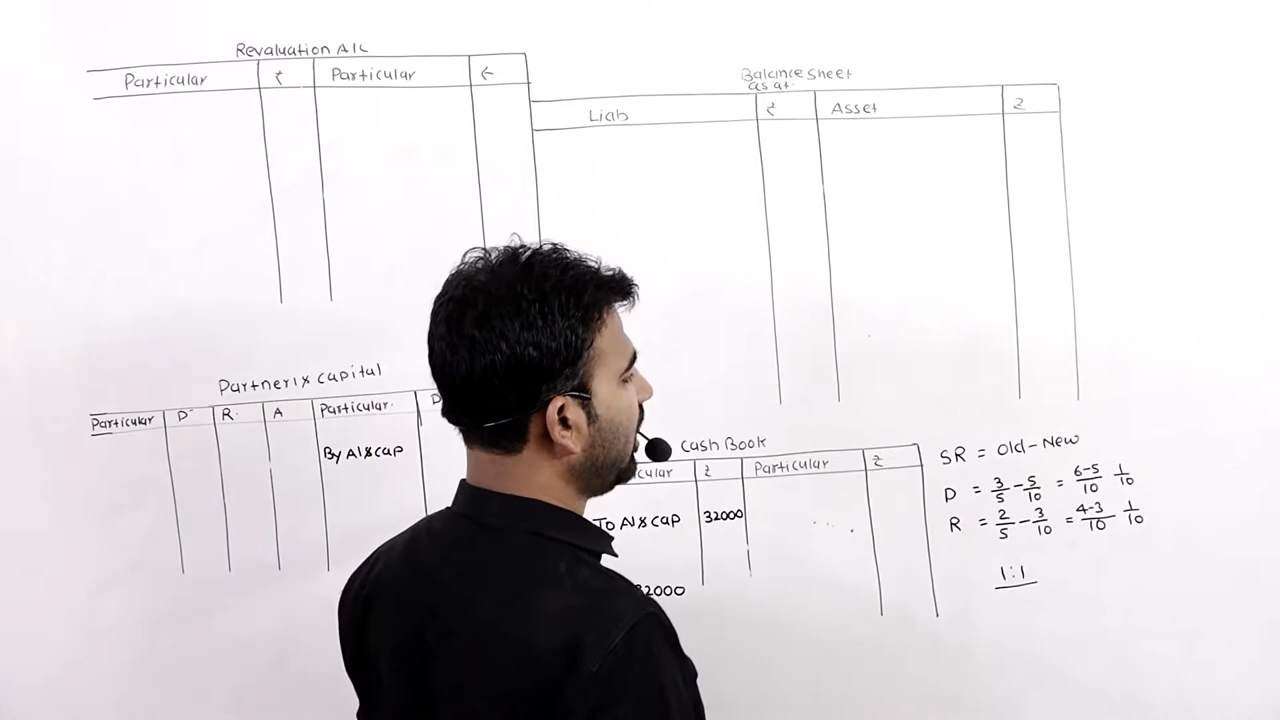 Revaluation A/c
Particular ₹ Particular ₹
Balance Sheet
as at.
Liab ₹ Asset ₹
Partner's capital
Particular D R. A Particular. D
By A's cap
Cash Book
cular ₹ Particular ₹
To A's cap 32000
32000
SR = Old-New
D = 3/5 - 5/10 = 6-5/10 1/10
R = 2/5 - 3/10 = 4-3/10 1/10
1:1